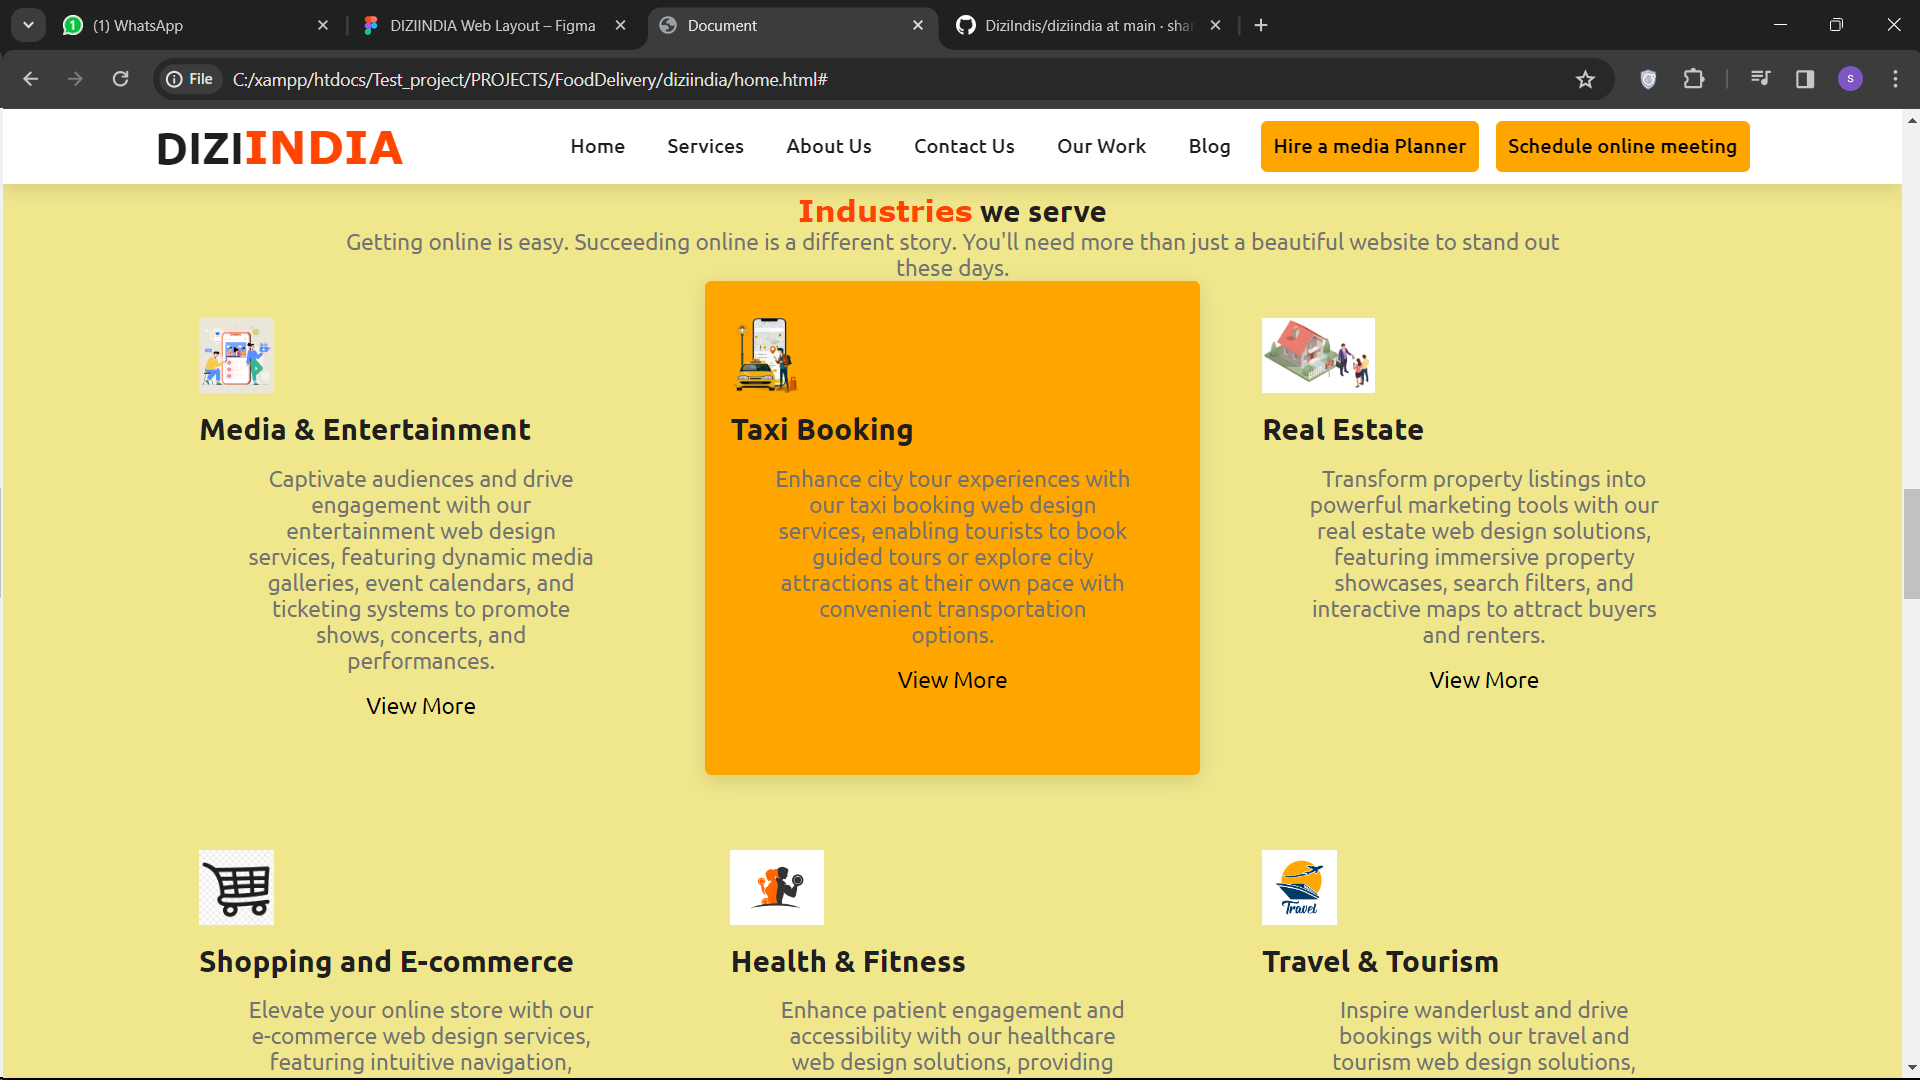 (1) WhatsApp
DIZIINDIA Web Layout – Figma
Document
DiziIndis/diziindia at main · shar
File
C:/xampp/htdocs/Test_project/PROJECTS/FoodDelivery/diziindia/home.html#
S
DIZIINDIA
Home
Services
About Us
Contact Us
Our Work
Blog
Hire a media Planner
Schedule online meeting
Industries we serve
Getting online is easy. Succeeding online is a different story. You'll need more than just a beautiful website to stand out
these days.
Media & Entertainment
Captivate audiences and drive
engagement with our
entertainment web design
services, featuring dynamic media
galleries, event calendars, and
ticketing systems to promote
shows, concerts, and
performances.
View More
Taxi Booking
Enhance city tour experiences with
our taxi booking web design
services, enabling tourists to book
guided tours or explore city
attractions at their own pace with
convenient transportation
options.
View More
Real Estate
Transform property listings into
powerful marketing tools with our
real estate web design solutions,
featuring immersive property
showcases, search filters, and
interactive maps to attract buyers
and renters.
View More
Shopping and E-commerce
Elevate your online store with our
e-commerce web design services,
featuring intuitive navigation,
Health & Fitness
Enhance patient engagement and
accessibility with our healthcare
web design solutions, providing
Travel
Travel & Tourism
Inspire wanderlust and drive
bookings with our travel and
tourism web design solutions,